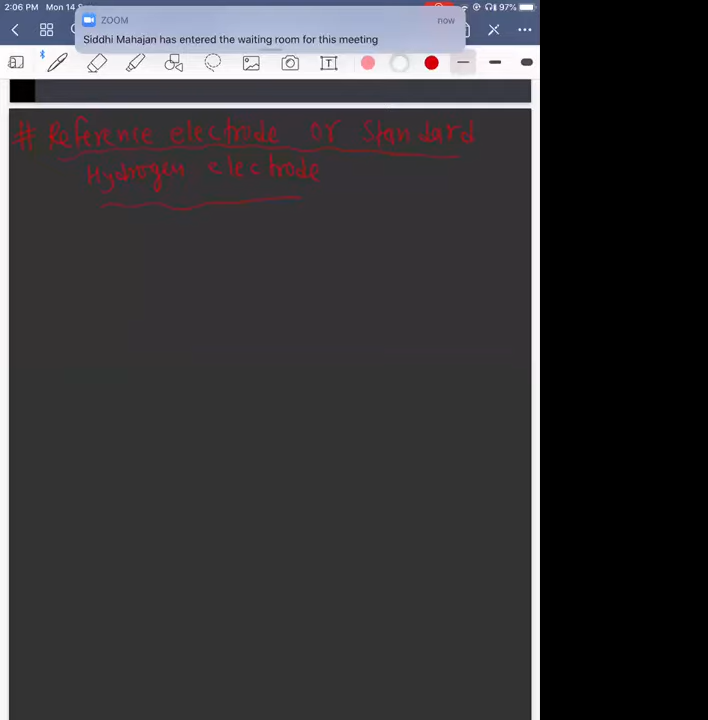 2:06 PM Mon 14
97%
ZOOM
now
Siddhi Mahajan has entered the waiting room for this meeting
T
# Reference electrode or Standard
Hydrogen electrode